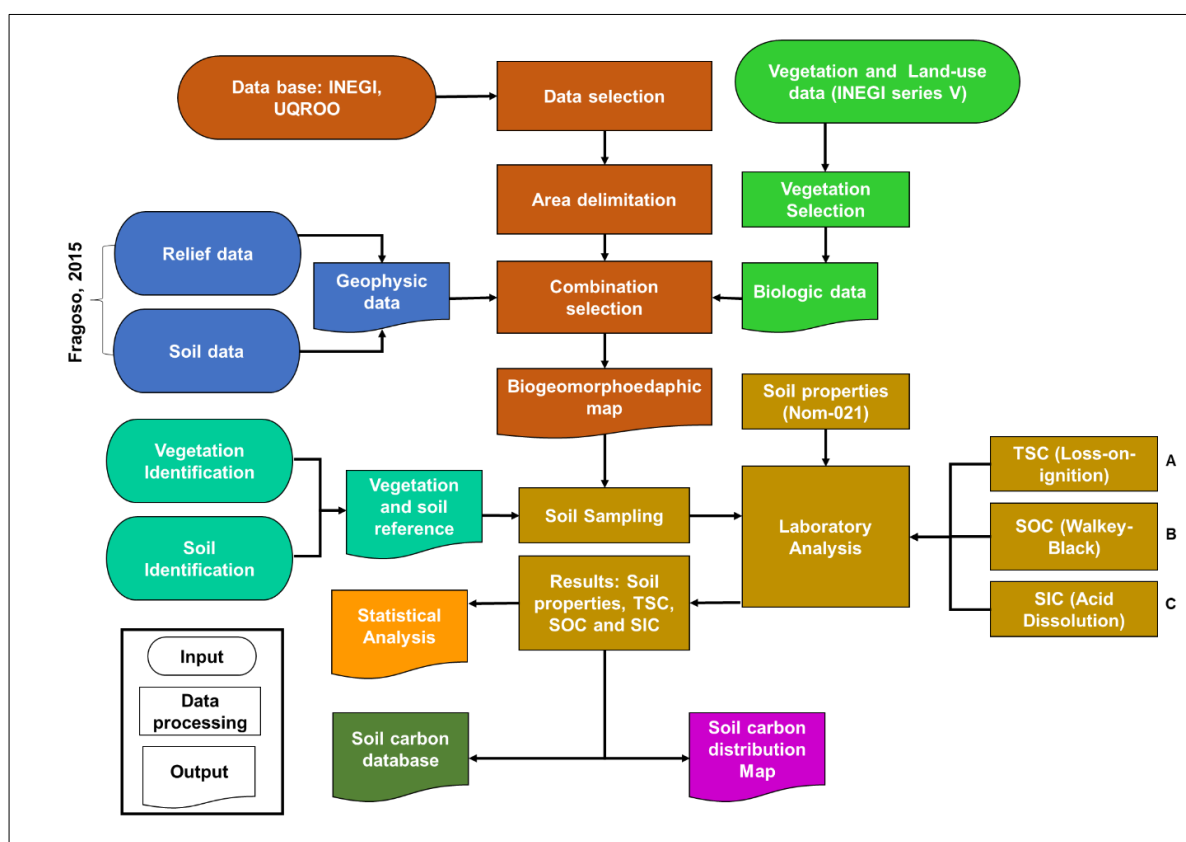 Data base: INEGI,
UQROO
Data selection
Vegetation and Land-use
data (INEGI series V)
Area delimitation
Vegetation
Selection
Fragoso, 2015
Relief data
Soil data
Geophysic
data
Combination
selection
Biologic data
Biogeomorphoedaphic
map
Soil properties
(Nom-021)
Vegetation
Identification
Soil
Identification
Vegetation
and soil
reference
Soil Sampling
Laboratory
Analysis
TSC (Loss-on-
ignition)
A
SOC (Walkey-
Black)
B
SIC (Acid
Dissolution)
C
Results: Soil
properties, TSC,
SOC and SIC
Statistical
Analysis
Input
Data
processing
Output
Soil carbon
database
Soil carbon
distribution
Map